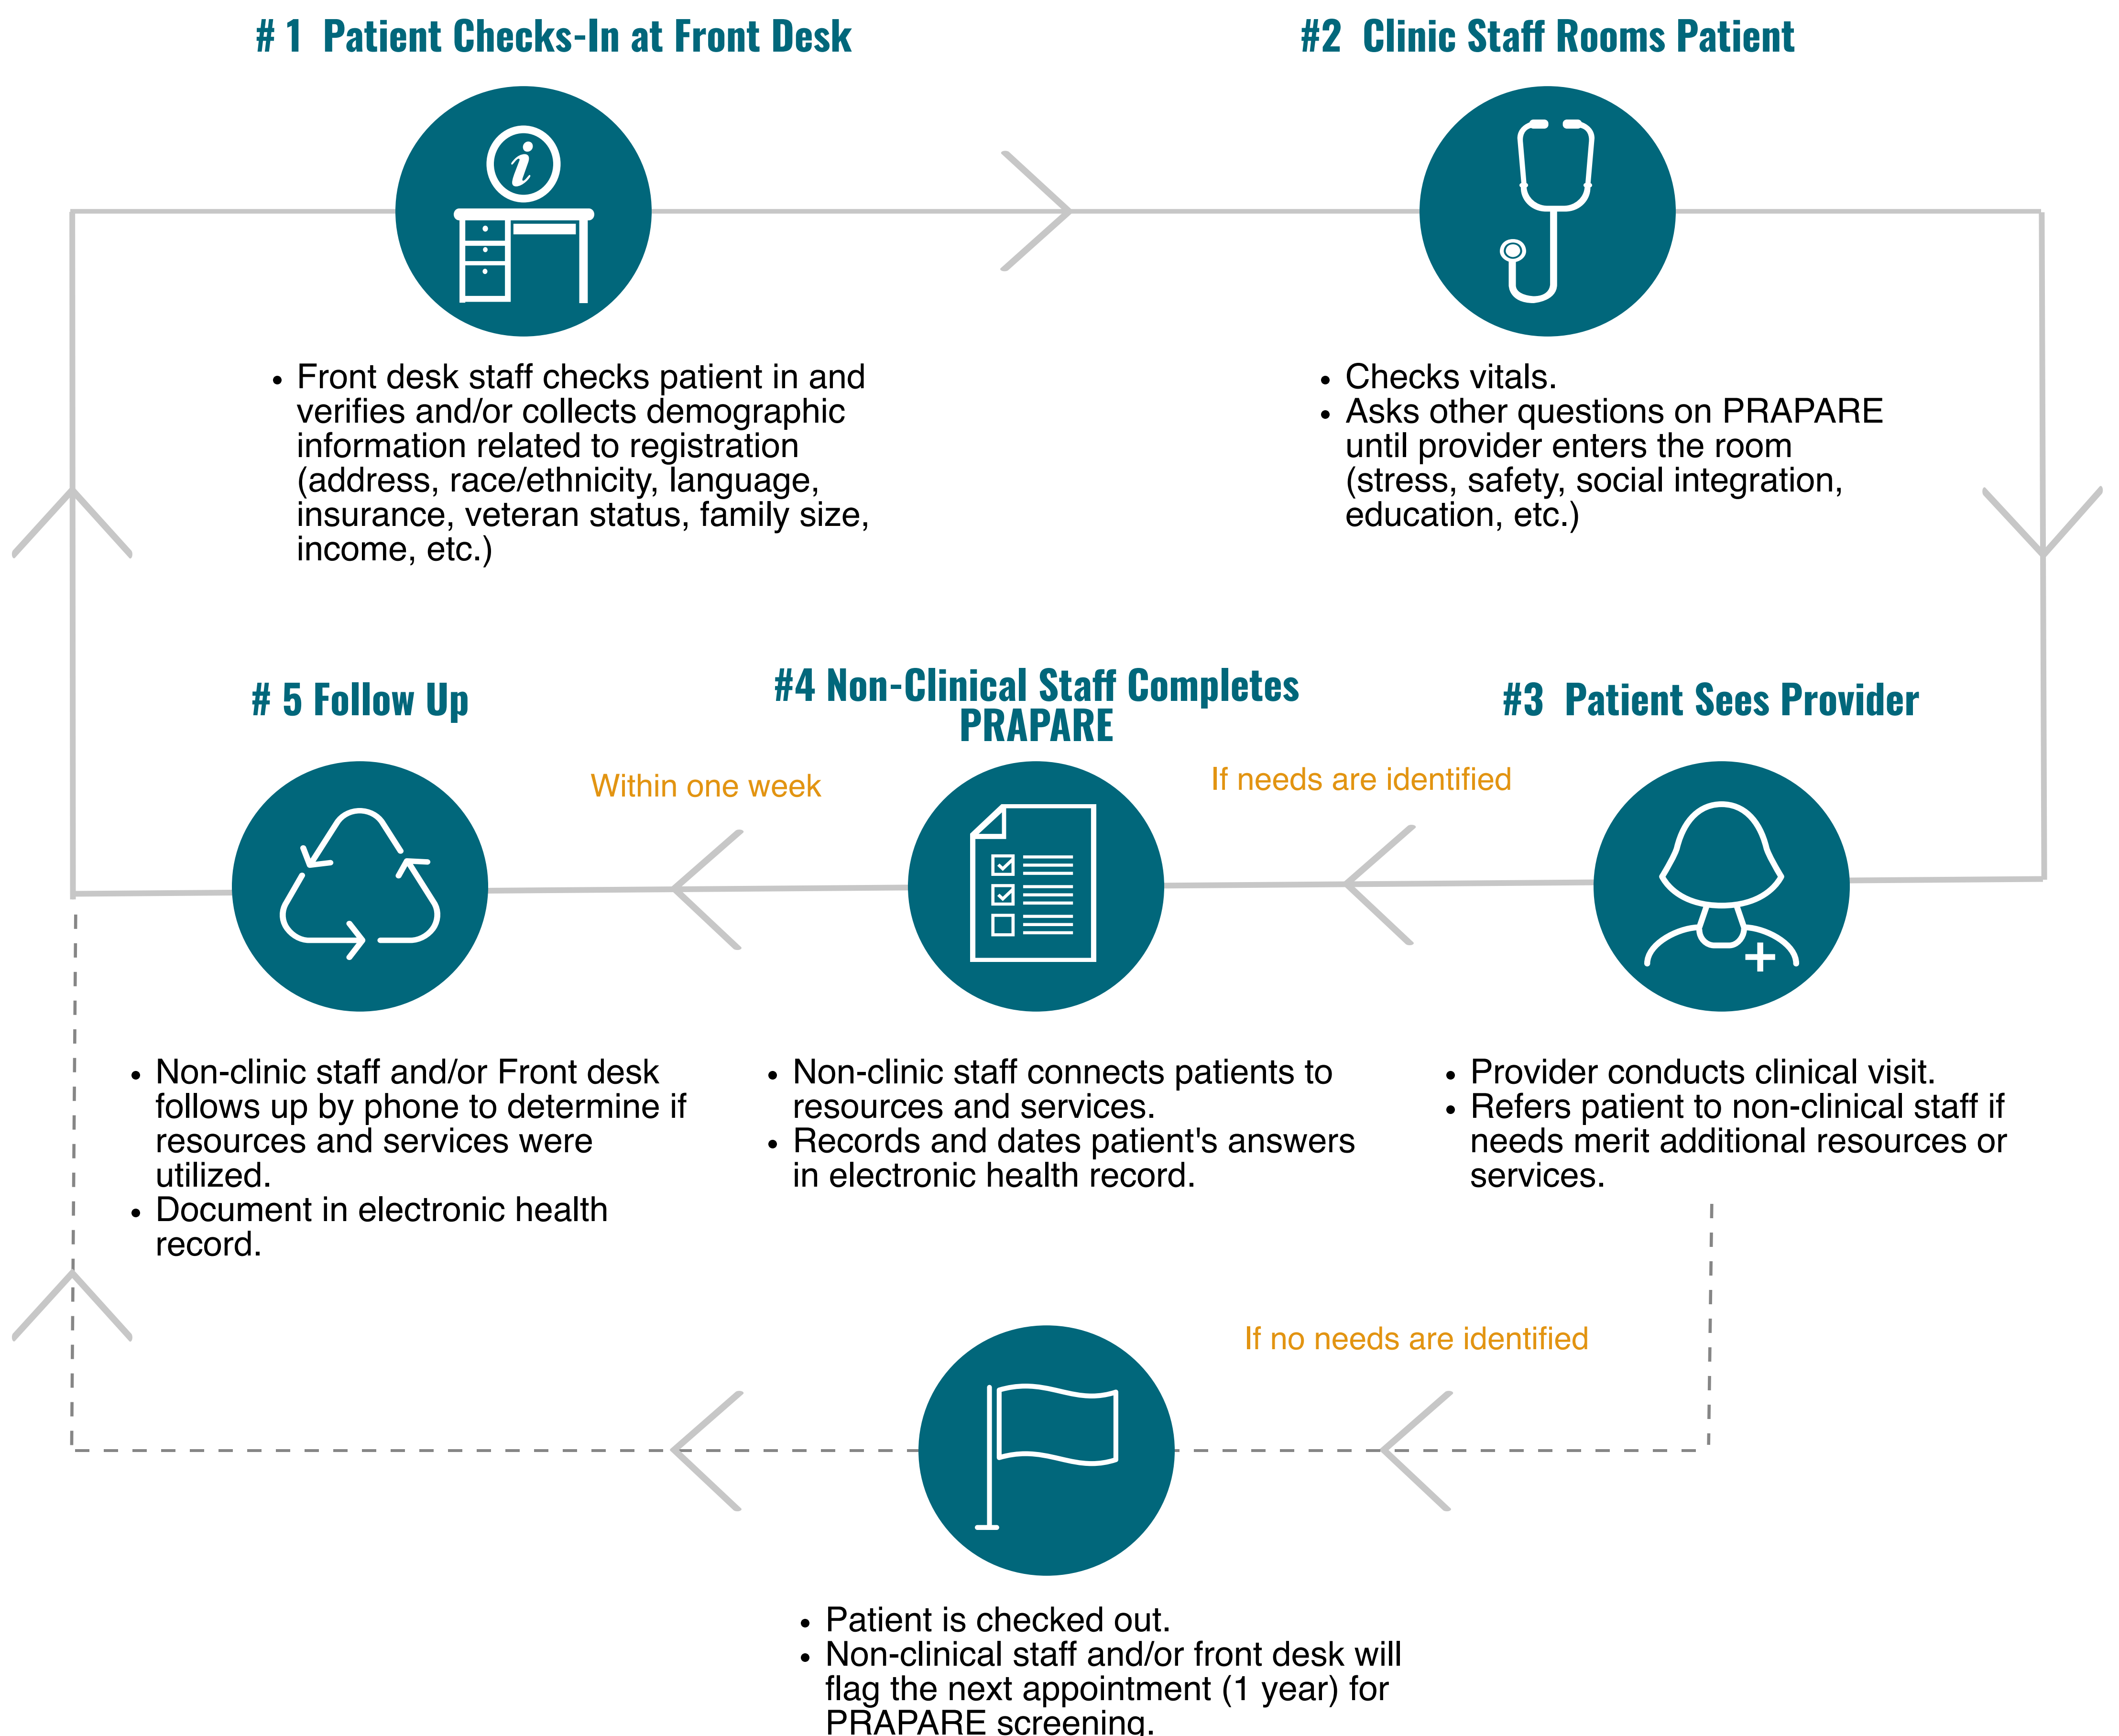 # 1 Patient Checks-In at Front Desk
• Front desk staff checks patient in and
verifies and/or collects demographic
information related to registration
(address, race/ethnicity, language,
insurance, veteran status, family size,
income, etc.)
#2 Clinic Staff Rooms Patient
• Checks vitals.
• Asks other questions on PRAPARE
until provider enters the room
(stress, safety, social integration,
education, etc.)
#3 Patient Sees Provider
• Provider conducts clinical visit.
• Refers patient to non-clinical staff if
needs merit additional resources or
services.
If needs are identified
#4 Non-Clinical Staff Completes
PRAPARE
• Non-clinic staff connects patients to
resources and services.
• Records and dates patient's answers
in electronic health record.
Within one week
# 5 Follow Up
• Non-clinic staff and/or Front desk
follows up by phone to determine if
resources and services were
utilized.
• Document in electronic health
record.
If no needs are identified
• Patient is checked out.
• Non-clinical staff and/or front desk will
flag the next appointment (1 year) for
PRAPARE screening.